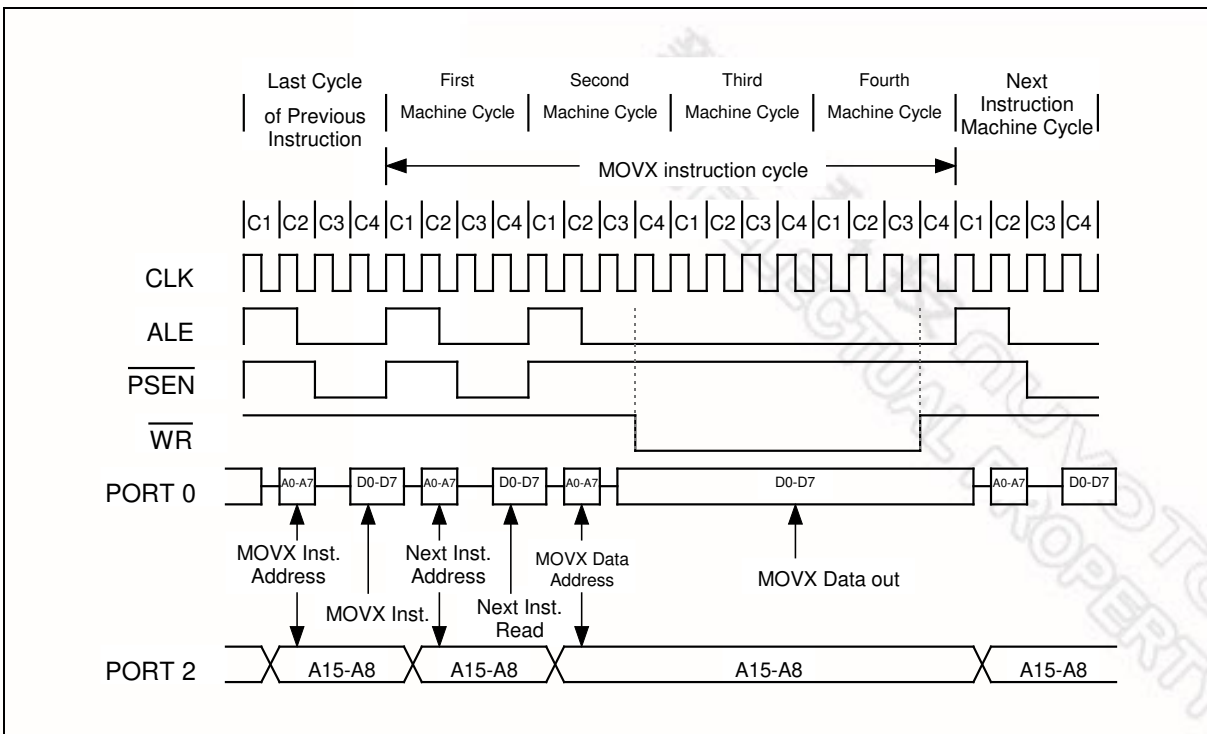 Last Cycle
of Previous
Instruction
First
Machine Cycle
Second
Machine Cycle
Third
Machine Cycle
Fourth
Machine Cycle
Next
Instruction
Machine Cycle
MOVX instruction cycle
C1 C2 C3 C4 C1 C2 C3 C4 C1 C2 C3 C4 C1 C2 C3 C4 C1 C2 C3 C4 C1 C2 C3 C4
CLK
ALE
PSEN
WR
PORT 0
A0-A7 D0-D7 A0-A7 D0-D7 A0-A7 D0-D7 A0-A7 D0-D7
MOVX Inst.
Address
MOVX Inst.
Next Inst.
Address
Next Inst.
Read
MOVX Data
Address
MOVX Data out
PORT 2
A15-A8 A15-A8 A15-A8 A15-A8
NUVOTO
PROPERTY